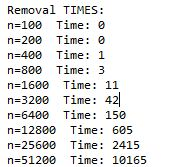 Removal TIMES:
n=100  Time: 0
n=200  Time: 0
n=400  Time: 1
n=800  Time: 3
n=1600  Time: 11
n=3200  Time: 42
n=6400  Time: 150
n=12800  Time: 605
n=25600  Time: 2415
n=51200  Time: 10165